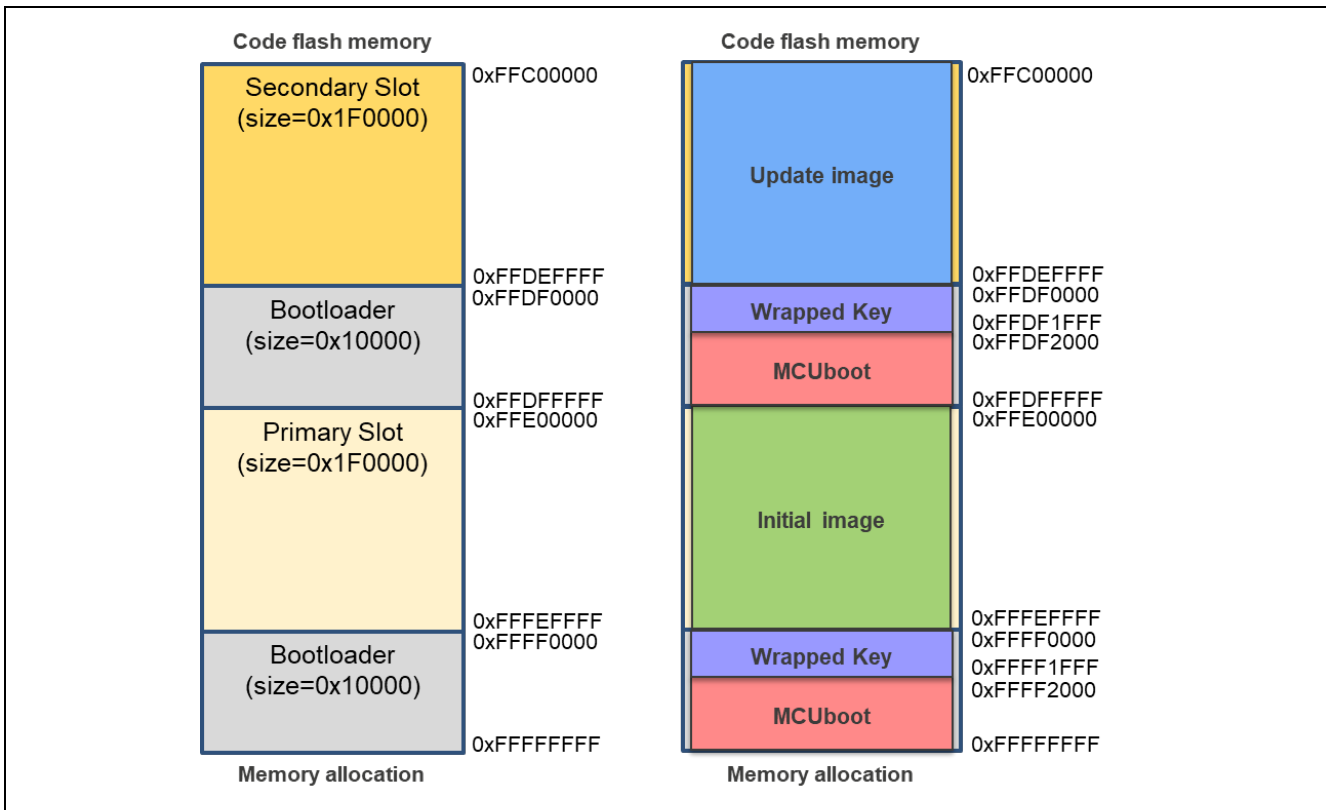 Code flash memory
Secondary Slot
(size=0x1F0000)
0xFFC00000
0xFFDEFFFF
0xFFDF0000
Bootloader
(size=0x10000)
0xFFDFFFFF
0xFFE00000
Primary Slot
(size=0x1F0000)
0xFFFEFFFF
0xFFFF0000
Bootloader
(size=0x10000)
0xFFFFFFFF
Memory allocation
Code flash memory
0xFFC00000
Update image
0xFFDEFFFF
0xFFDF0000
Wrapped Key
0xFFDF1FFF
0xFFDF2000
MCUboot
0xFFDFFFFF
0xFFE00000
Initial image
0xFFFEFFFF
0xFFFF0000
Wrapped Key
0xFFFF1FFF
0xFFFF2000
MCUboot
0xFFFFFFFF
Memory allocation